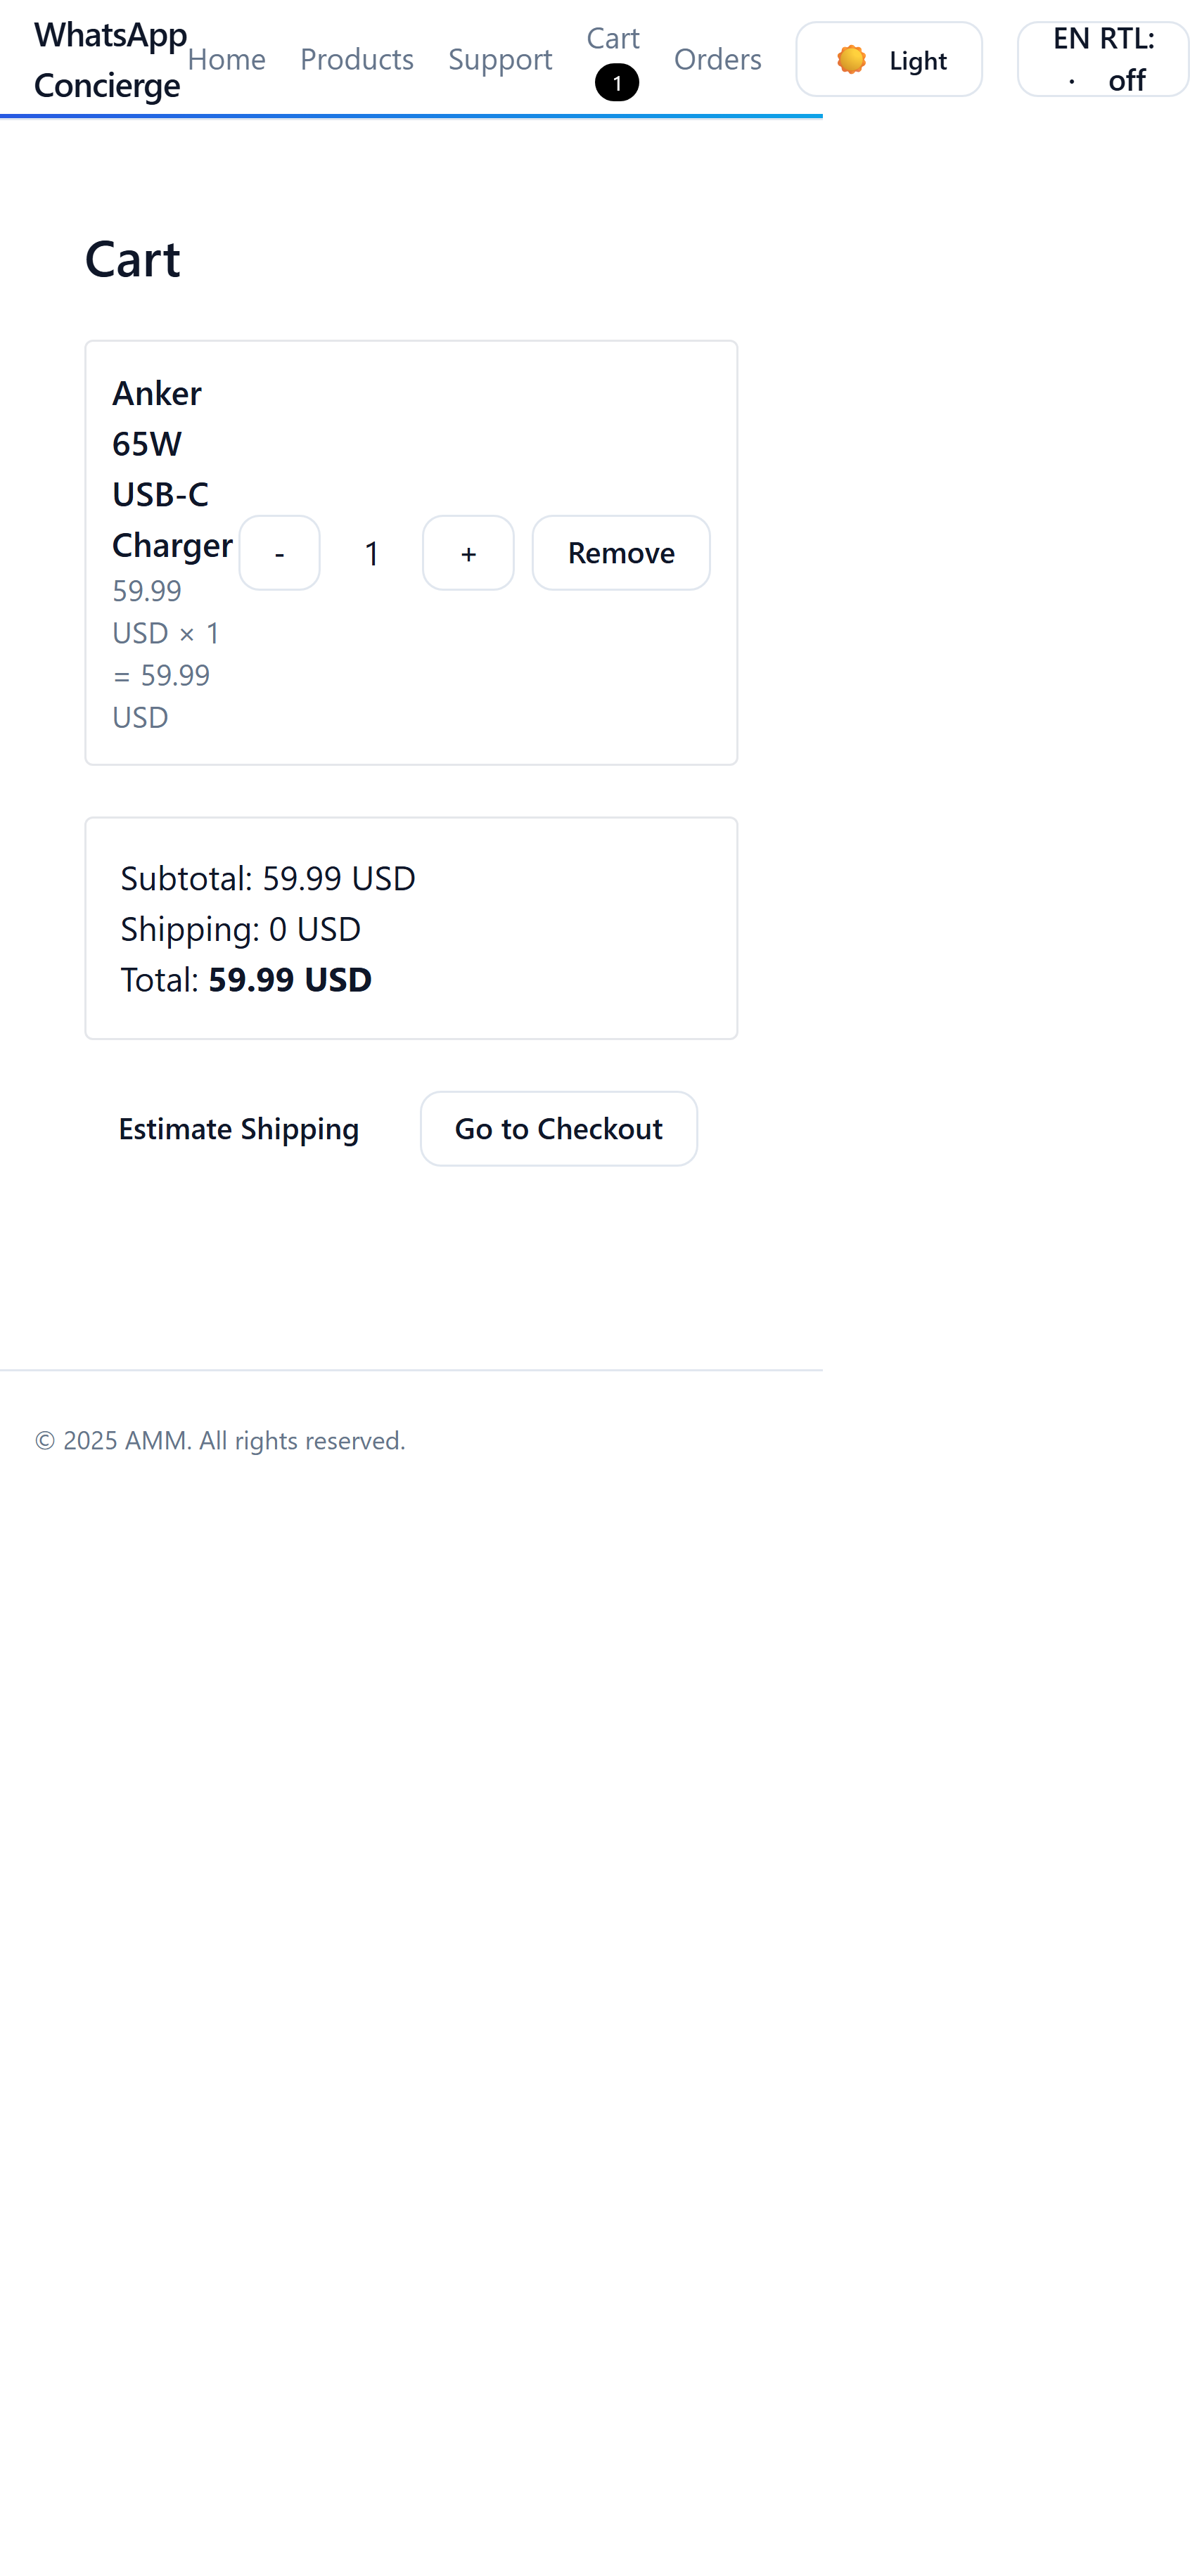 WhatsApp
Concierge
Home
Products
Support
Cart
1
Orders
Light
EN ·
RTL:
off
Cart
Anker
65W
USB-C
Charger
59.99
USD × 1
= 59.99
USD
-
1
+
Remove
Subtotal: 59.99 USD
Shipping: 0 USD
Total: 59.99 USD
Estimate Shipping
Go to Checkout
© 2025 AMM. All rights reserved.